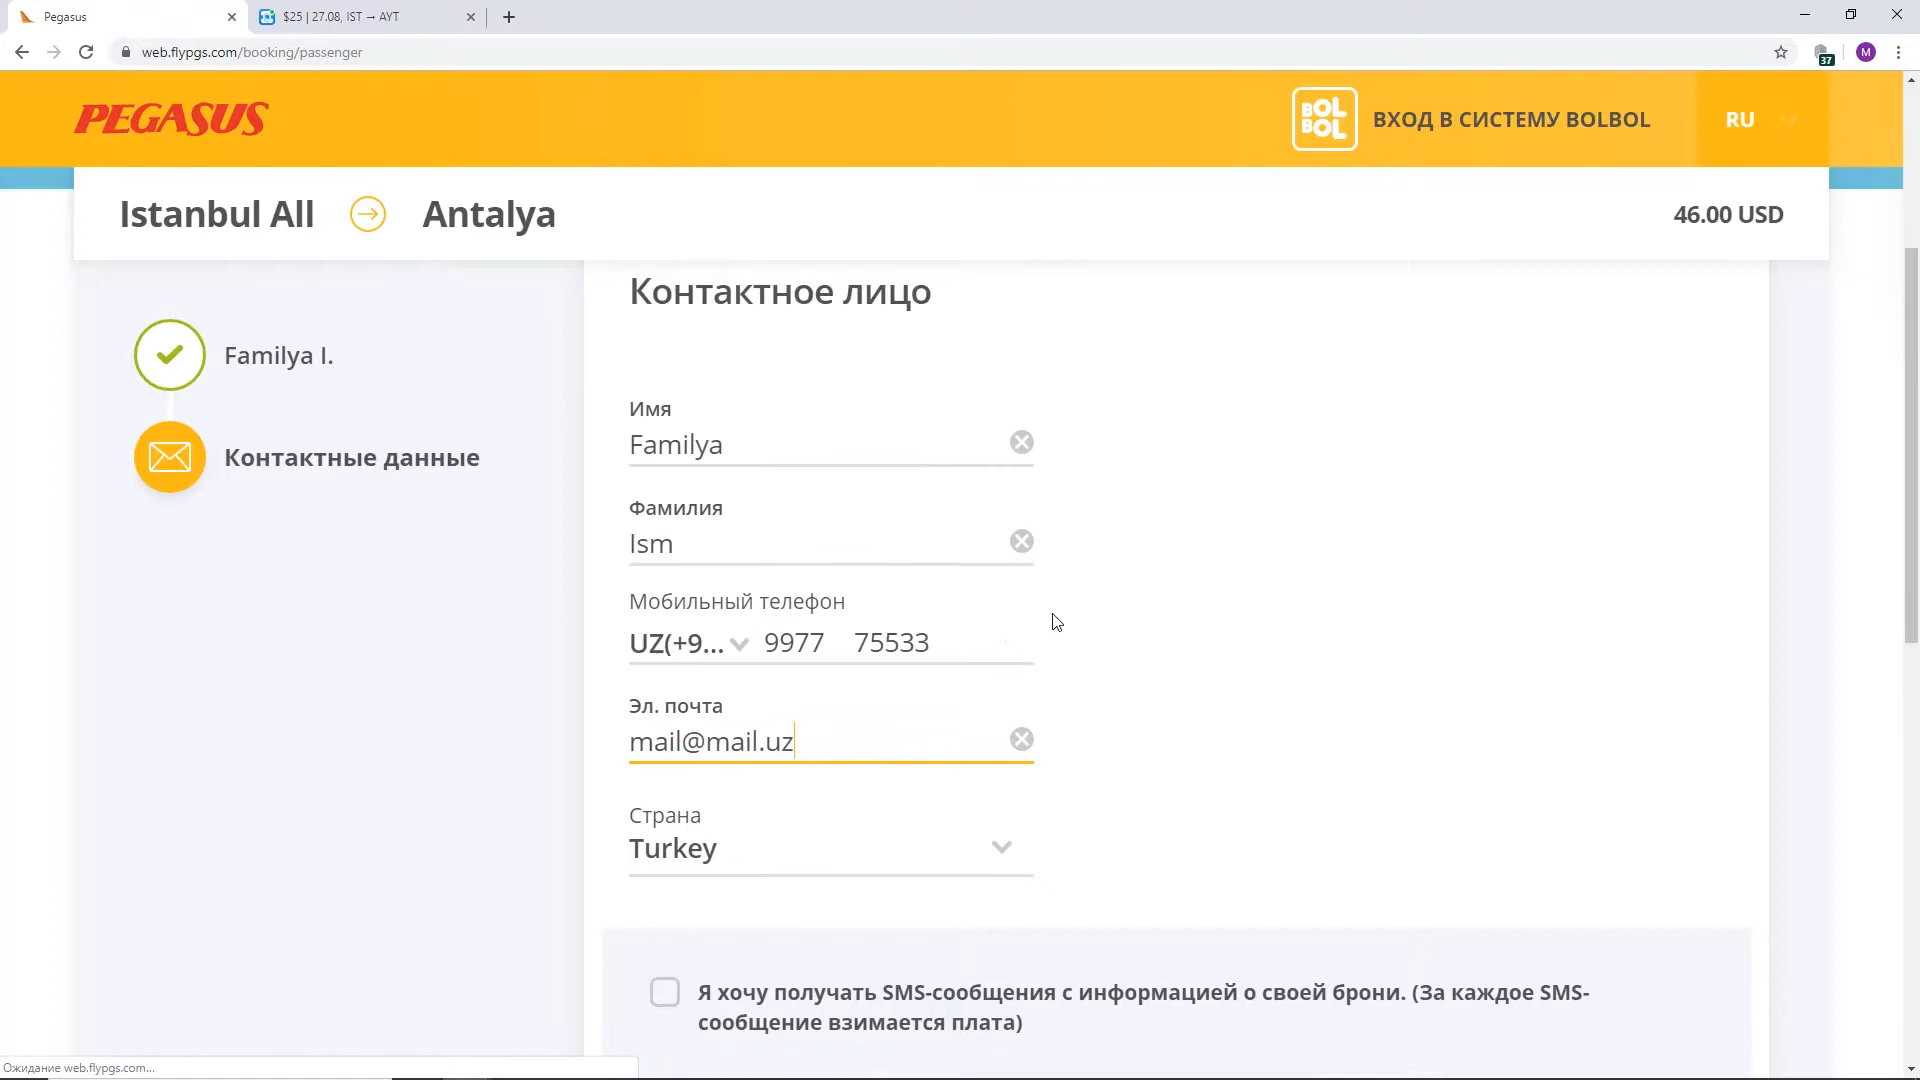 Pegasus
$25 | 27.08, IST → AYT
web.flypgs.com/booking/passenger
37
M
PEGASUS
BOL
BOL
ВХОД В СИСТЕМУ BOLBOL
RU
Istanbul All
Antalya
46.00 USD
Контактное лицо
Familya I.
Контактные данные
Имя
Familya
Фамилия
Ism
Мобильный телефон
UZ(+9...
9977 75533
Эл. почта
mail@mail.uz
Страна
Turkey
Я хочу получать SMS-сообщения с информацией о своей брони. (За каждое SMS-
сообщение взимается плата)
Ожидание web.flypgs.com...